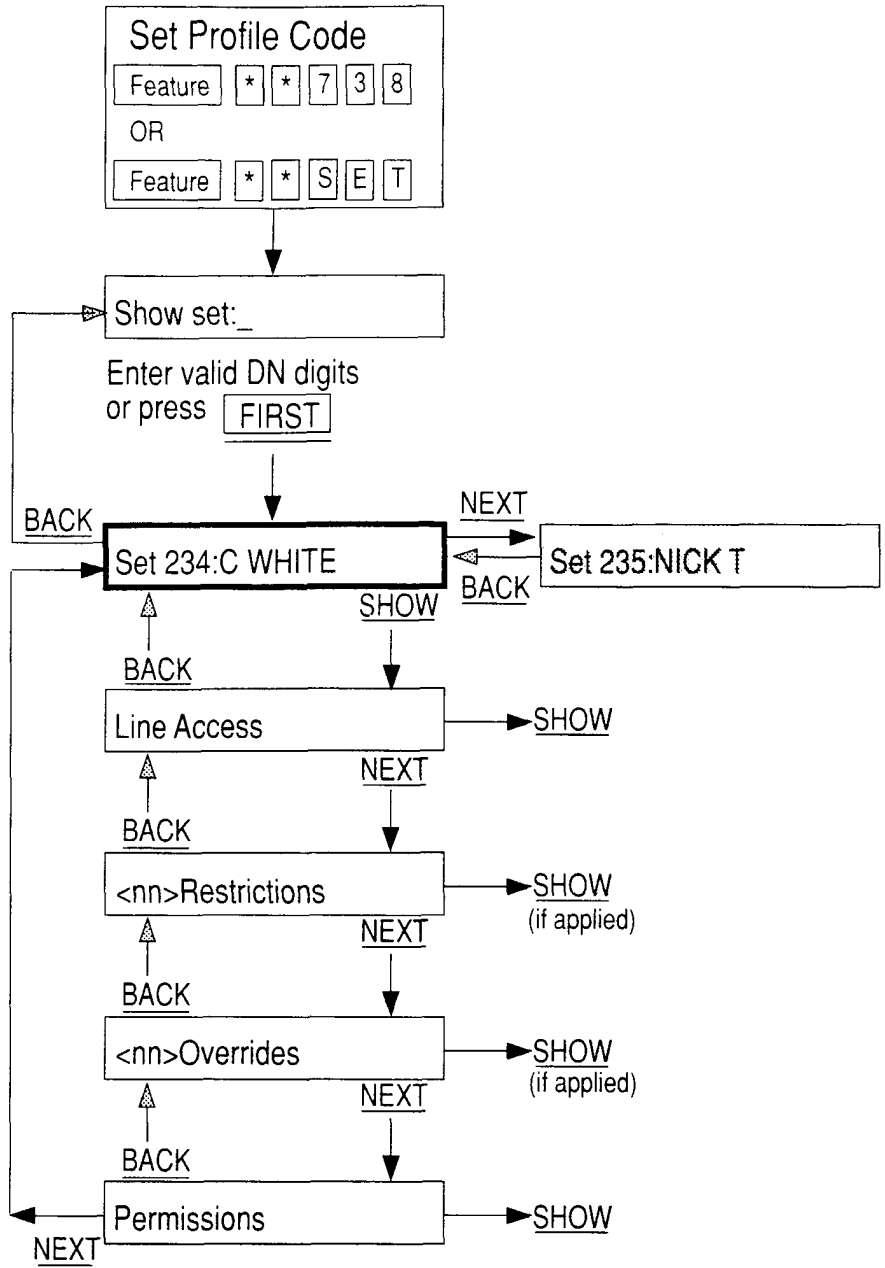 Set Profile Code
Feature * * 7 3 8
OR
Feature * * S E T
Show set:_
Enter valid DN digits
or press FIRST
BACK
NEXT
Set 234:C WHITE
Set 235:NICK T
BACK
SHOW
BACK
Line Access
SHOW
NEXT
BACK
<nn>Restrictions
SHOW
(if applied)
NEXT
BACK
<nn>Overrides
SHOW
(if applied)
NEXT
BACK
Permissions
SHOW
NEXT